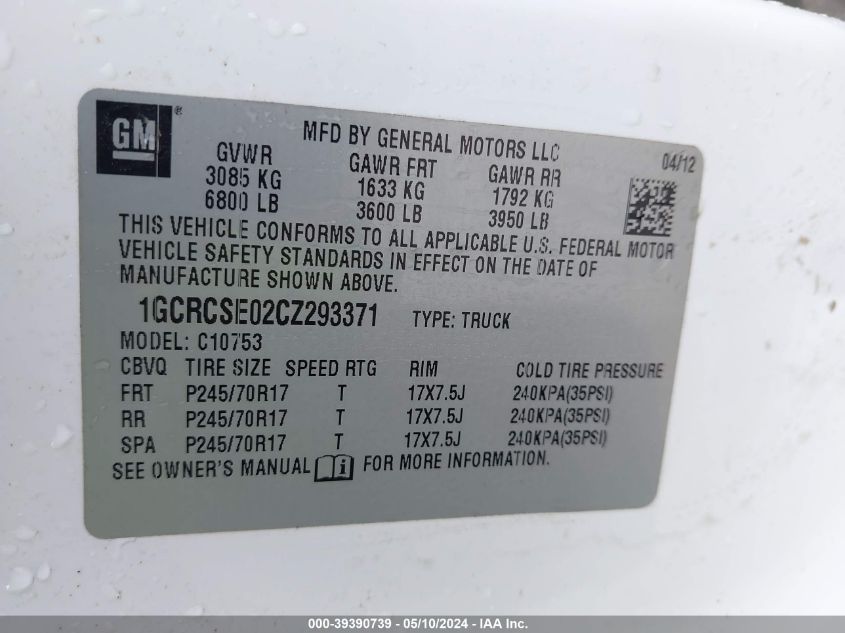 GM®
MFD BY GENERAL MOTORS LLC 04/12
GVWR GAWR FRT GAWR RR
3085 KG 1633 KG 1792 KG
6800 LB 3600 LB 3950 LB
THIS VEHICLE CONFORMS TO ALL APPLICABLE U.S. FEDERAL MOTOR
VEHICLE SAFETY STANDARDS IN EFFECT ON THE DATE OF
MANUFACTURE SHOWN ABOVE.
1GCRCSE02CZ293371 TYPE: TRUCK
MODEL: C10753
CBVQ TIRE SIZE SPEED RTG RIM COLD TIRE PRESSURE
FRT P245/70R17 T 17X7.5J 240KPA(35PSI)
RR P245/70R17 T 17X7.5J 240KPA(35PSI)
SPA P245/70R17 T 17X7.5J 240KPA(35PSI)
SEE OWNER'S MANUAL i FOR MORE INFORMATION.
000-39390739 - 05/10/2024 - IAA Inc.